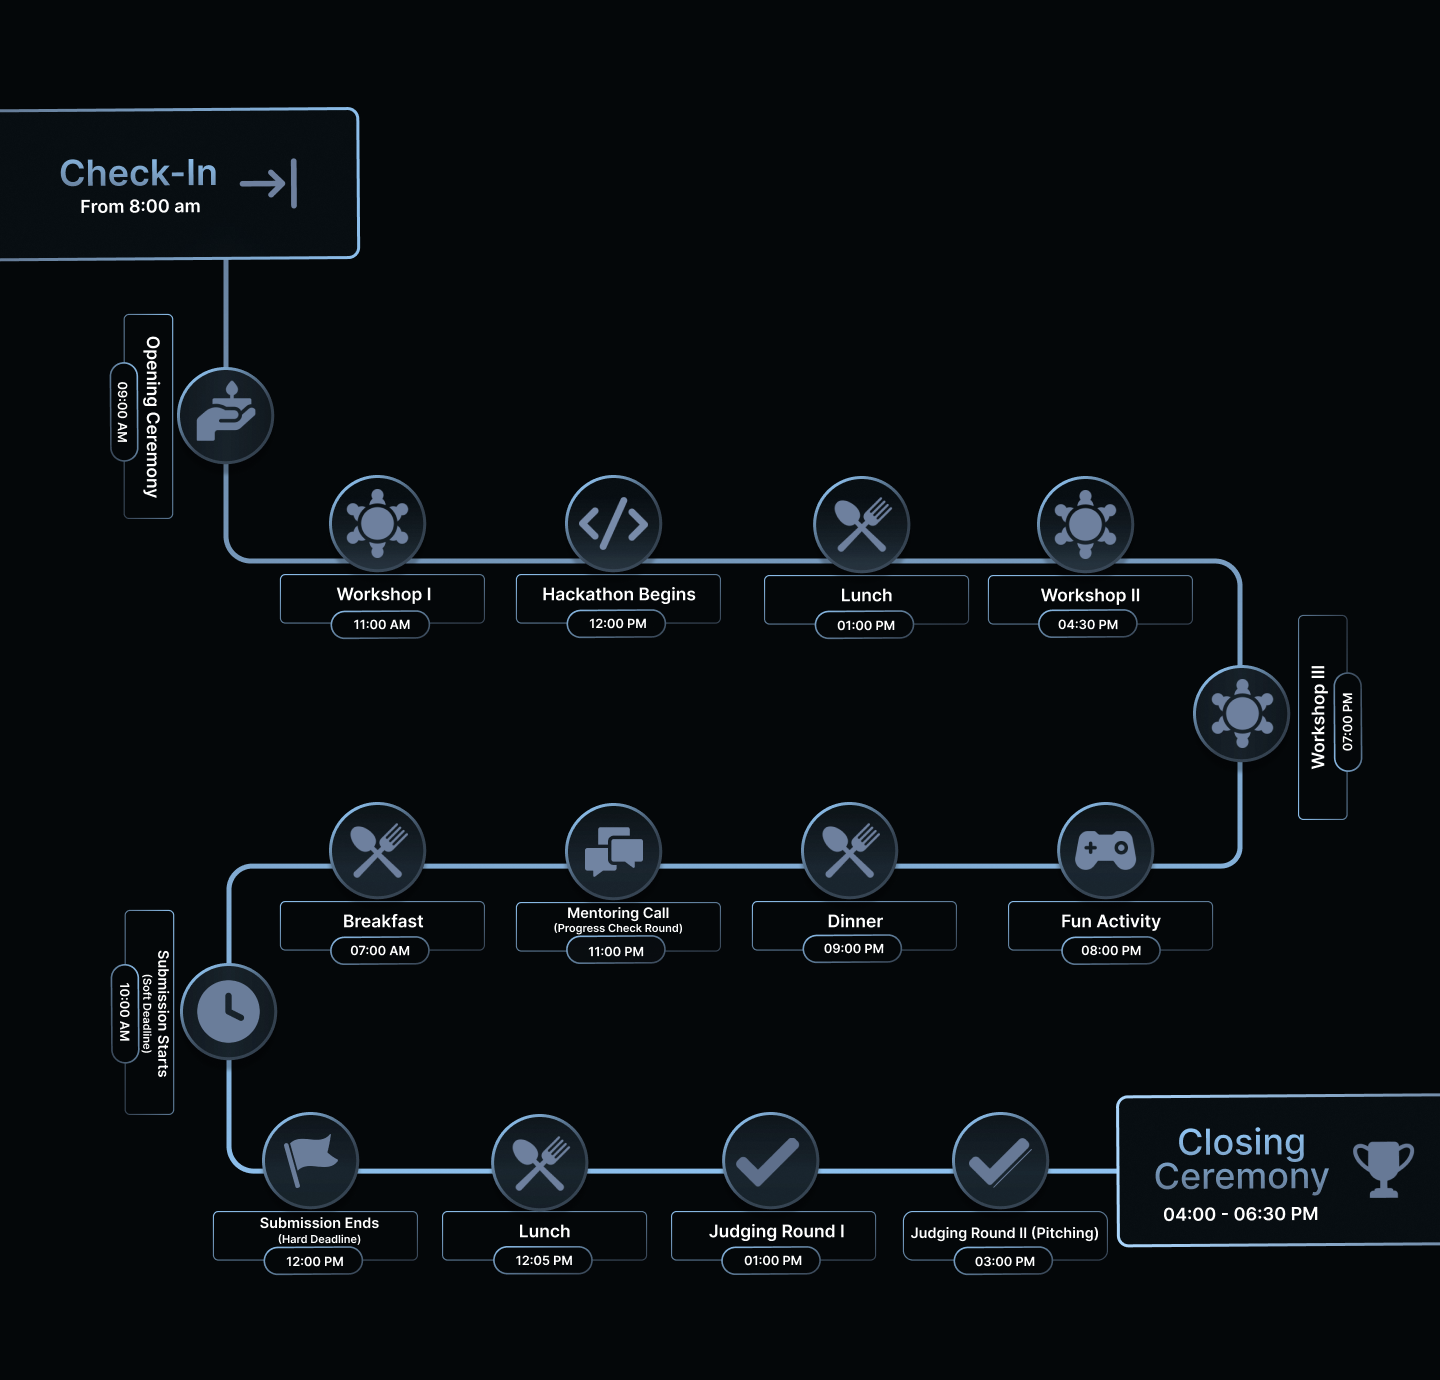 Check-In
From 8:00 am
Opening Ceremony
09:00 AM
Workshop I
11:00 AM
Hackathon Begins
12:00 PM
Lunch
01:00 PM
Workshop II
04:30 PM
Workshop III
07:00 PM
Fun Activity
08:00 PM
Dinner
09:00 PM
Mentoring Call
(Progress Check Round)
11:00 PM
Breakfast
07:00 AM
Submission Starts
(Soft Deadline)
10:00 AM
Submission Ends
(Hard Deadline)
12:00 PM
Lunch
12:05 PM
Judging Round I
01:00 PM
Judging Round II (Pitching)
03:00 PM
Closing
Ceremony
04:00 - 06:30 PM